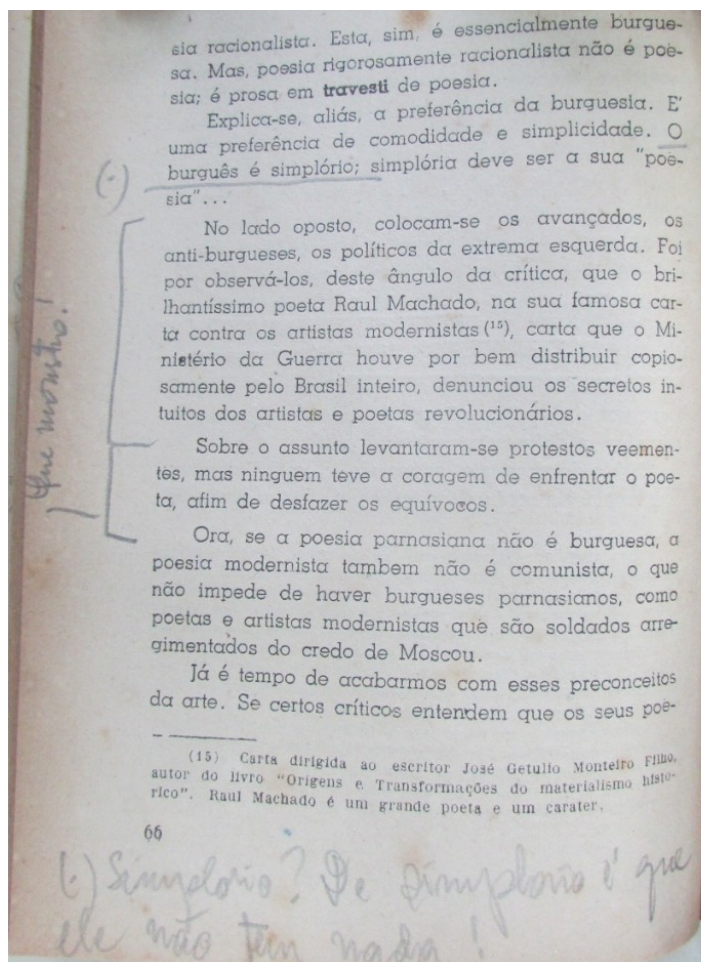 sia racionalista. Esta, sim, é essencialmente burgue-
sa. Mas, poesia rigorosamente racionalista não é poe-
sia; é prosa em travesti de poesia.
Explica-se, aliás, a preferência da burguesia. E'
uma preferência de comodidade e simplicidade. O
burguês é simplório; simplória deve ser a sua "poe-
(.)
sia"...
No lado oposto, colocam-se os avançados, os
anti-burgueses, os políticos da extrema esquerda. Foi
por observá-los, deste ângulo da crítica, que o bri-
lhantíssimo poeta Raul Machado, na sua famosa car-
ta contra os artistas modernistas (15), carta que o Mi-
nistério da Guerra houve por bem distribuir copio-
samente pelo Brasil inteiro, denunciou os secretos in-
tuitos dos artistas e poetas revolucionários.
Que monstro!
Sobre o assunto levantaram-se protestos veemen-
tes, mas ninguem teve a coragem de enfrentar o poe-
ta, afim de desfazer os equívocos.
Ora, se a poesia parnasiana não é burguesa, a
poesia modernista tambem não é comunista, o que
não impede de haver burgueses parnasianos, como
poetas e artistas modernistas que são soldados arre-
gimentados do credo de Moscou.
Já é tempo de acabarmos com esses preconceitos
da arte. Se certos críticos entendem que os seus poe-
(15) Carta dirigida ao escritor José Getulio Monteiro Filho,
autor do livro "Origens e Transformações do materialismo histo-
rico". Raul Machado é um grande poeta e um carater.
66
(.) Simplorio? De simplorio é que
ele não tem nada!